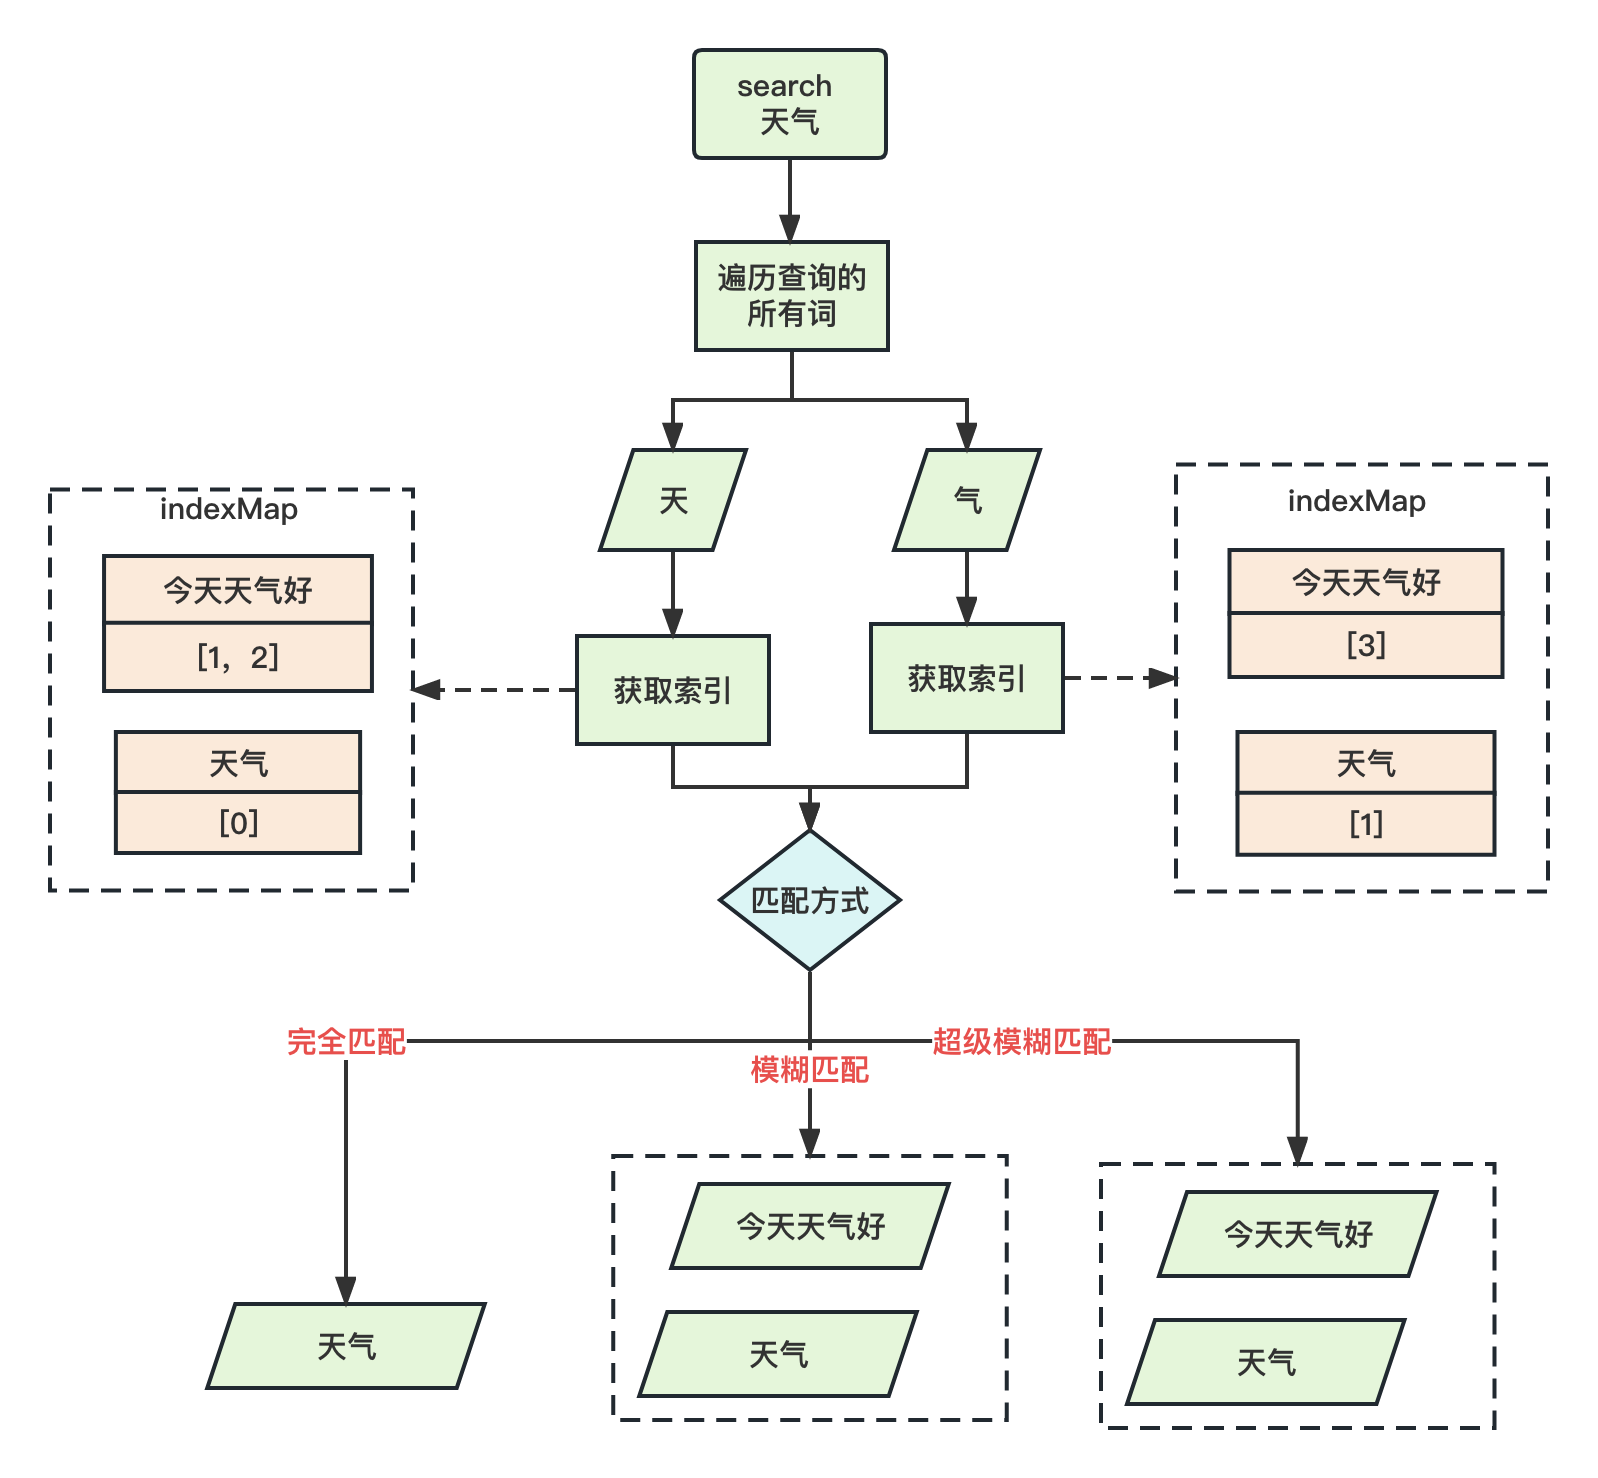 search
天气
遍历查询的
所有词
天
气
indexMap
今天天气好
[1，2]
天气
[0]
获取索引
获取索引
indexMap
今天天气好
[3]
天气
[1]
匹配方式
完全匹配
模糊匹配
超级模糊匹配
天气
今天天气好
天气
今天天气好
天气